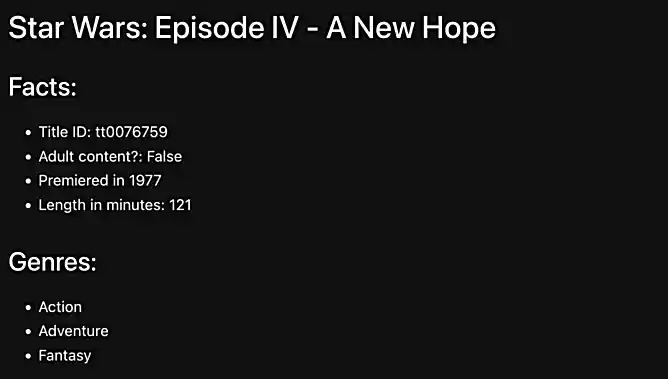 Star Wars: Episode IV - A New Hope
Facts:
• Title ID: tt0076759
• Adult content?: False
• Premiered in 1977
• Length in minutes: 121
Genres:
• Action
• Adventure
• Fantasy